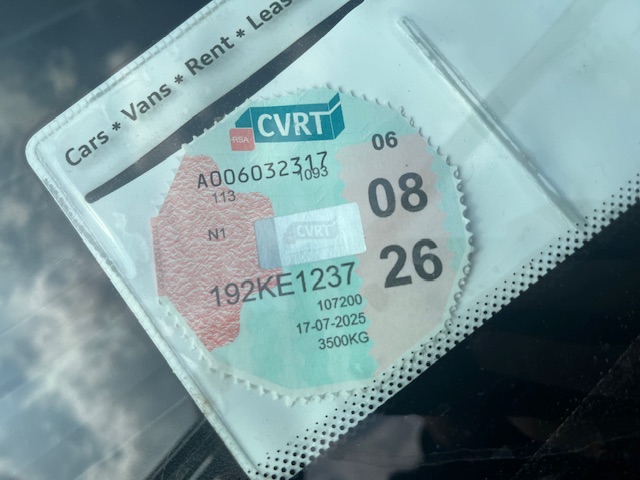 Cars * Vans * Rent * Leas
RSA CVRT
06
A006032317
1093
113
08
N1
CVRT
26
192KE1237
107200
17-07-2025
3500KG